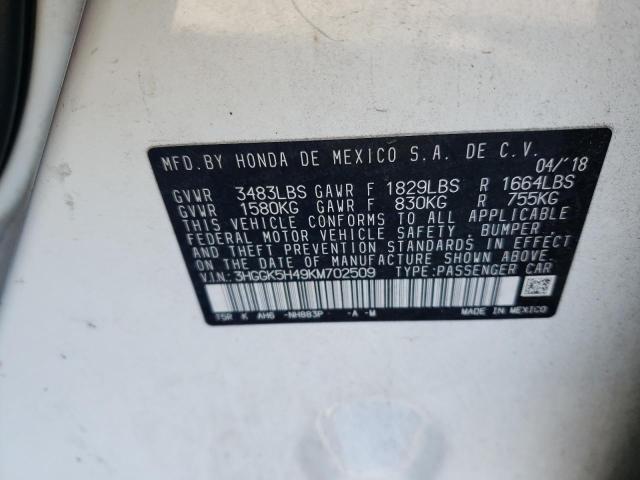 MFD. BY HONDA DE MEXICO S.A. DE C.V.
04/'18
GVWR 3483LBS GAWR F 1829LBS R 1664LBS
GVWR 1580KG GAWR F 830KG R 755KG
THIS VEHICLE CONFORMS TO ALL APPLICABLE
FEDERAL MOTOR VEHICLE SAFETY, BUMPER,
AND THEFT PREVENTION STANDARDS IN EFFECT
ON THE DATE OF MANUFACTURE SHOWN ABOVE.
V.I.N.: 3HGGK5H49KM702509 TYPE: PASSENGER CAR
T5R K AH6 -NH883P -A -M
MADE IN MEXICO